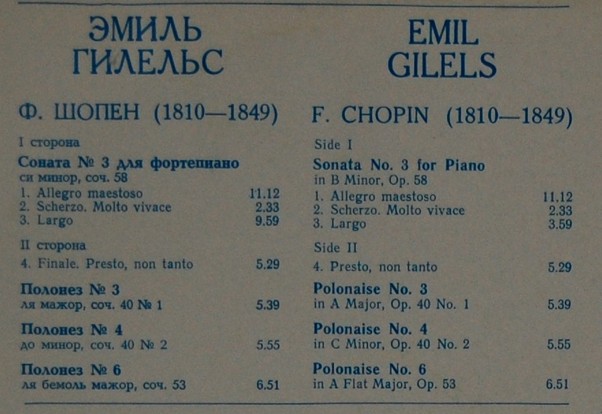 ЭМИЛЬ
ГИЛЕЛЬС
Ф. ШОПЕН (1810—1849)
I сторона
Соната № 3 для фортепиано
си минор, соч. 58
1. Allegro maestoso 11.12
2. Scherzo. Molto vivace 2.33
3. Largo 9.59
II сторона
4. Finale. Presto, non tanto 5.29
Полонез № 3
ля мажор, соч. 40 № 1 5.39
Полонез № 4
до минор, соч. 40 № 2 5.55
Полонез № 6
ля бемоль мажор, соч. 53 6.51
EMIL
GILELS
F. CHOPIN (1810—1849)
Side I
Sonata No. 3 for Piano
in B Minor, Op. 58
1. Allegro maestoso 11.12
2. Scherzo. Molto vivace 2.33
3. Largo 3.59
Side II
4. Presto, non tanto 5.29
Polonaise No. 3
in A Major, Op. 40 No. 1 5.39
Polonaise No. 4
in C Minor, Op. 40 No. 2 5.55
Polonaise No. 6
in A Flat Major, Op. 53 6.51